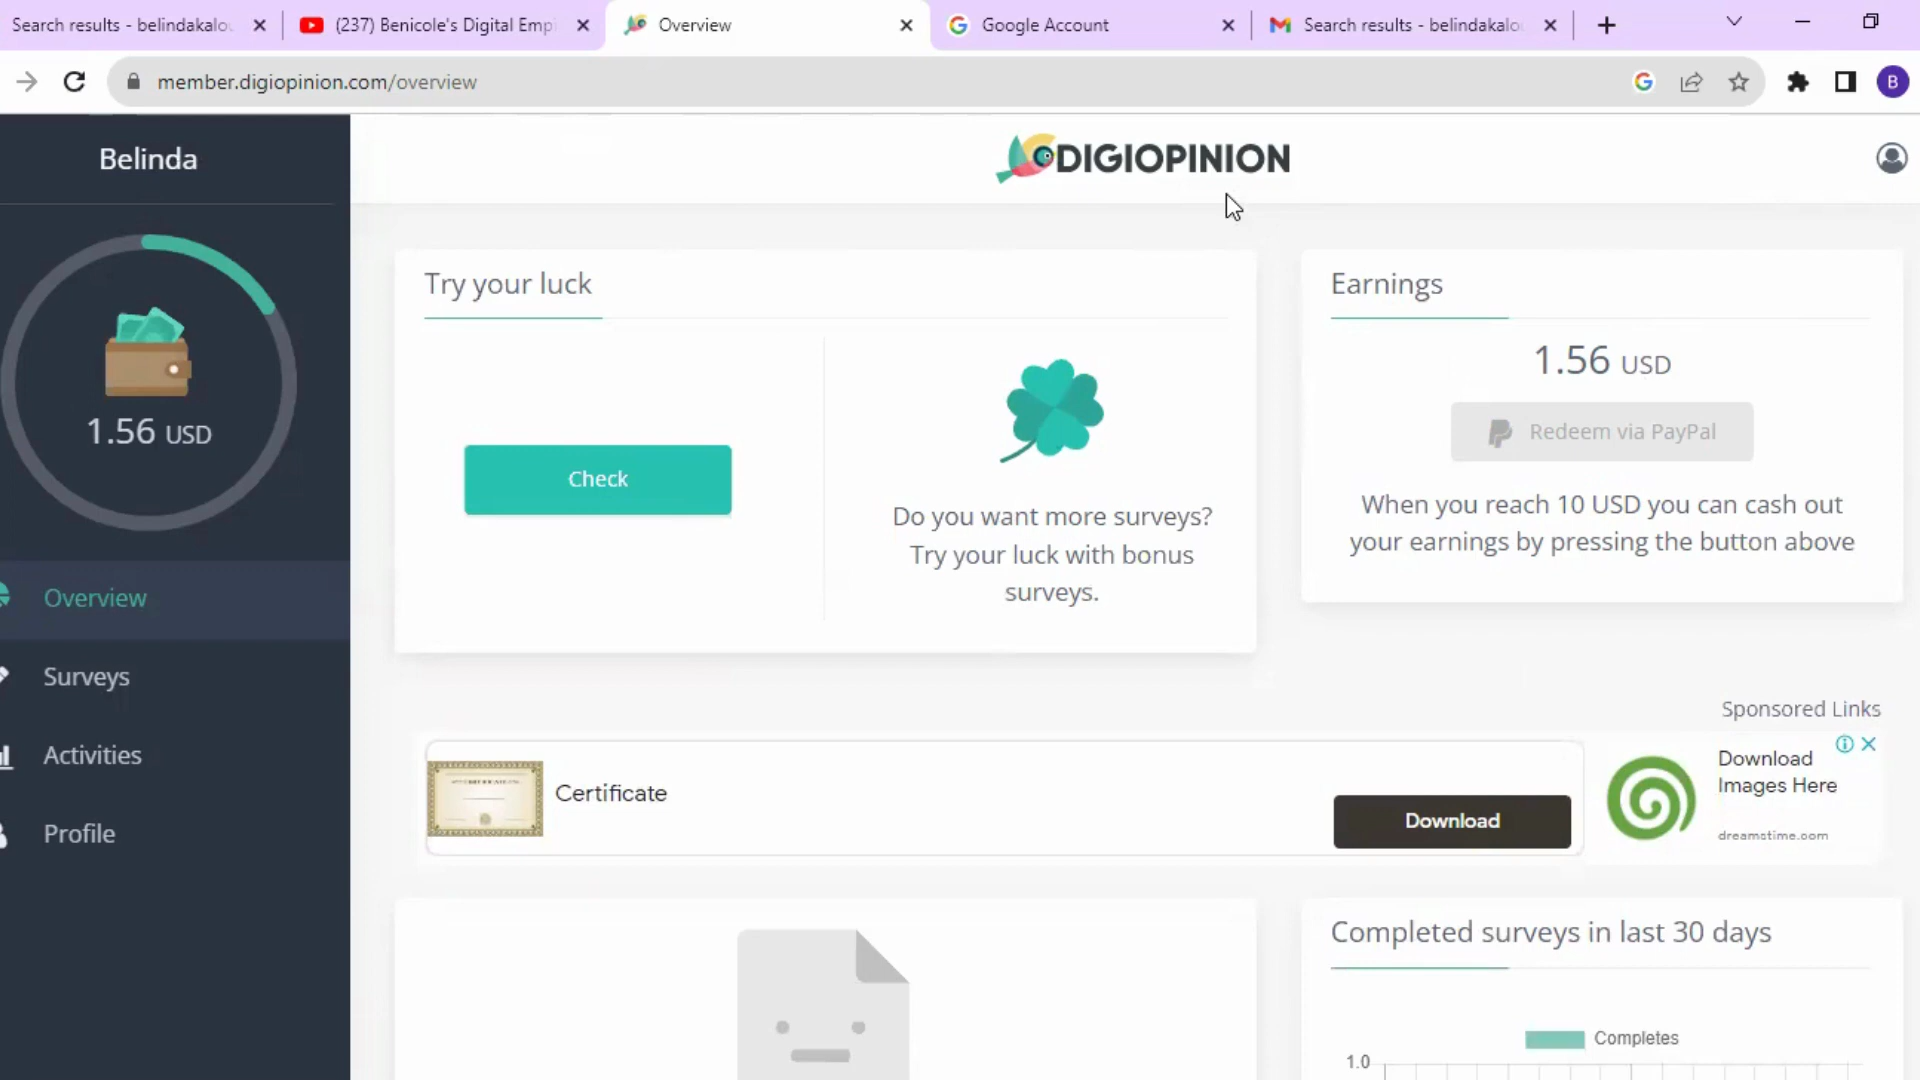 Search results - belindakalou
(237) Benicole's Digital Emp
Overview
Google Account
Search results - belindakalou
member.digiopinion.com/overview
B
Belinda
DIGIOPINION
1.56 USD
Overview
Surveys
Activities
Profile
Try your luck
Check
Do you want more surveys?
Try your luck with bonus
surveys.
Earnings
1.56 USD
Redeem via PayPal
When you reach 10 USD you can cash out
your earnings by pressing the button above
Sponsored Links
Certificate
Download
Download
Images Here
dreamstime.com
Completed surveys in last 30 days
Completes
1.0